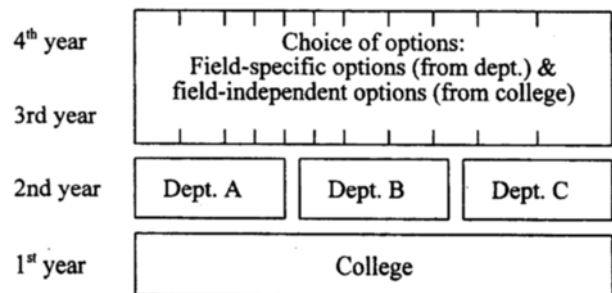 4th year
Choice of options:
Field-specific options (from dept.) &
field-independent options (from college)
3rd year
2nd year
Dept. A
Dept. B
Dept. C
1st year
College